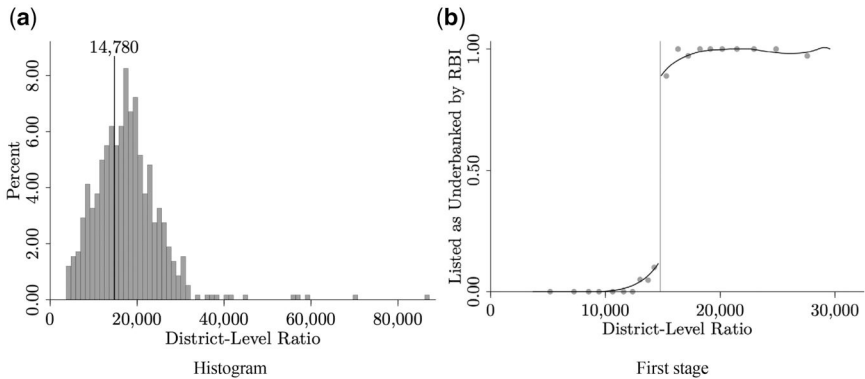 (a)
14,780
8.00
6.00
4.00
2.00
0.00
Percent
0
20,000
40,000
60,000
80,000
District-Level Ratio
Histogram
(b)
1.00
0.50
0.00
Listed as Underbanked by RBI
0
10,000
20,000
30,000
District-Level Ratio
First stage